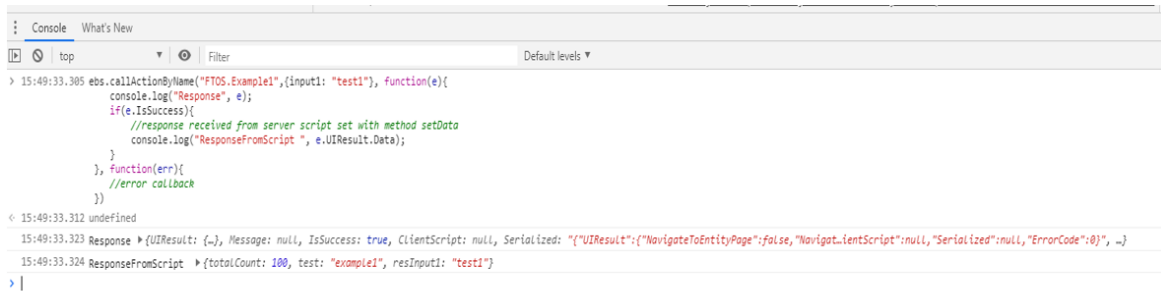 Console What's New
top Filter Default levels ▼
> 15:49:33.305 ebs.callActionByName("FTOS.Example1",{input1: "test1"}, function(e){
console.log("Response", e);
if(e.IsSuccess){
//response received from server script set with method setData
console.log("ResponseFromScript ", e.UIResult.Data);
}
}, function(err){
//error callback
})
< 15:49:33.312 undefined
15:49:33.323 Response ▶{UIResult: {…}, Message: null, IsSuccess: true, ClientScript: null, Serialized: "{"UIResult":{"NavigateToEntityPage":false,"Navigat…ientScript":null,"Serialized":null,"ErrorCode":0}", …}
15:49:33.324 ResponseFromScript ▶{totalCount: 100, test: "example1", resInput1: "test1"}
>